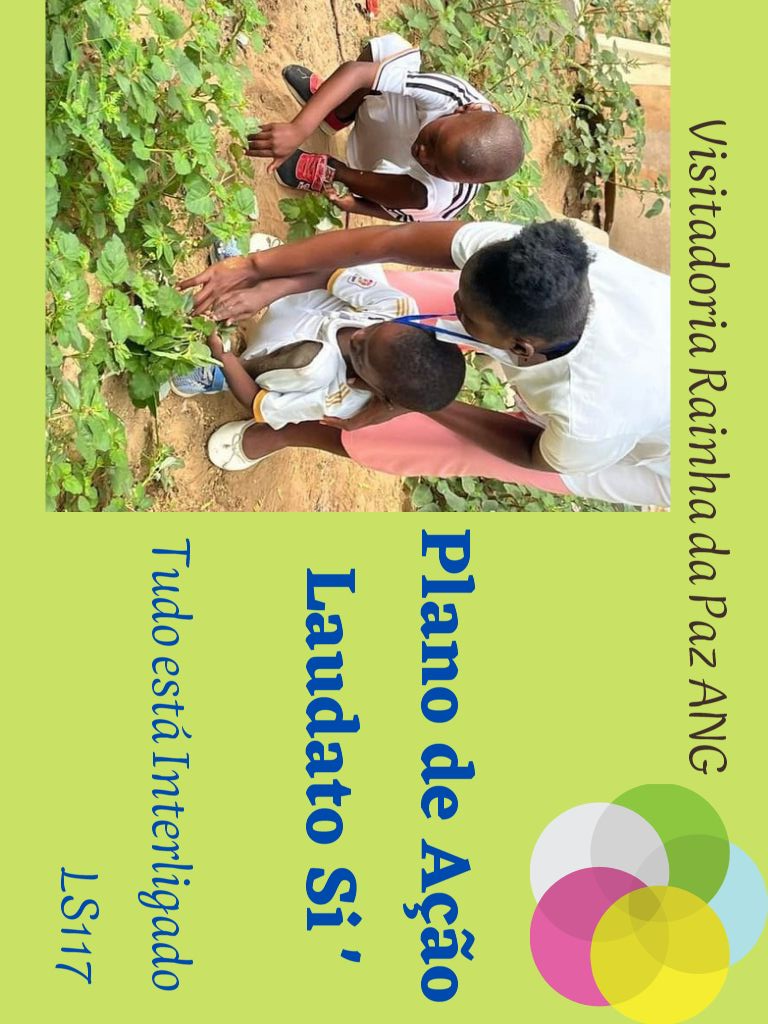 Visitadoria Rainha da Paz ANG
Plano de Ação
Laudato Si'
Tudo está Interligado
LS117